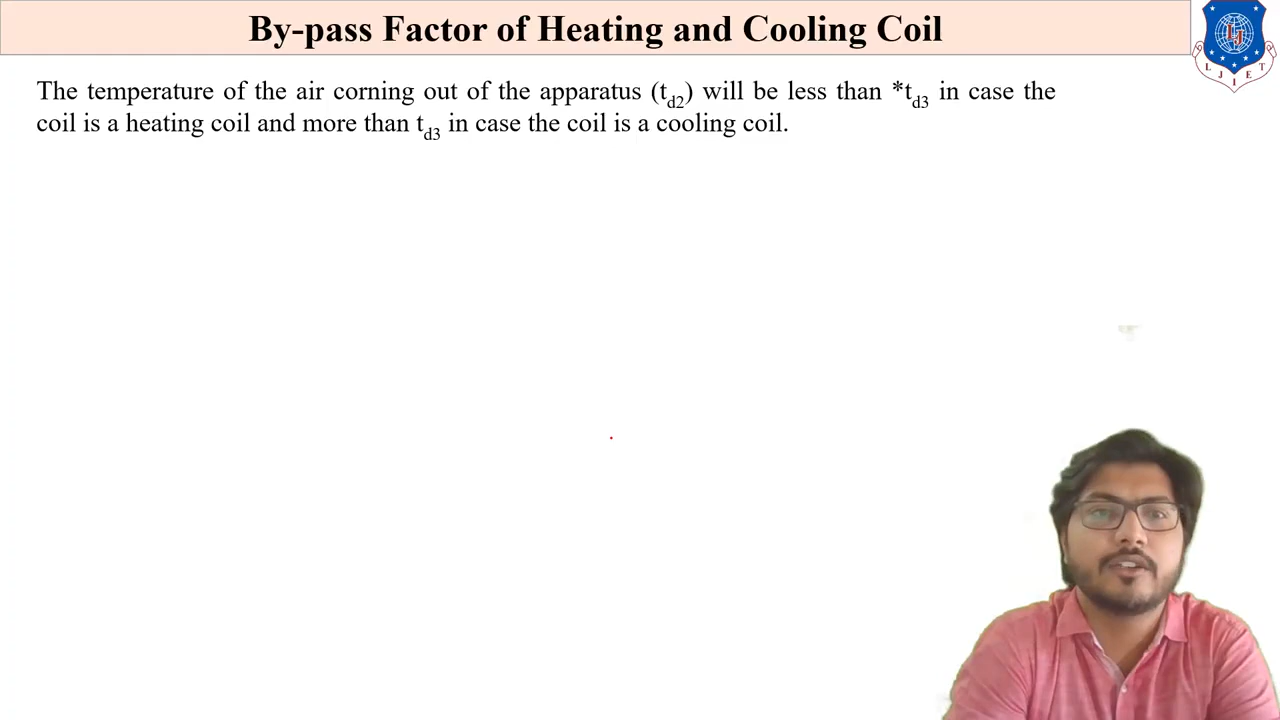 By-pass Factor of Heating and Cooling Coil
The temperature of the air corning out of the apparatus (td2) will be less than *td3 in case the
coil is a heating coil and more than td3 in case the coil is a cooling coil.
LJIET